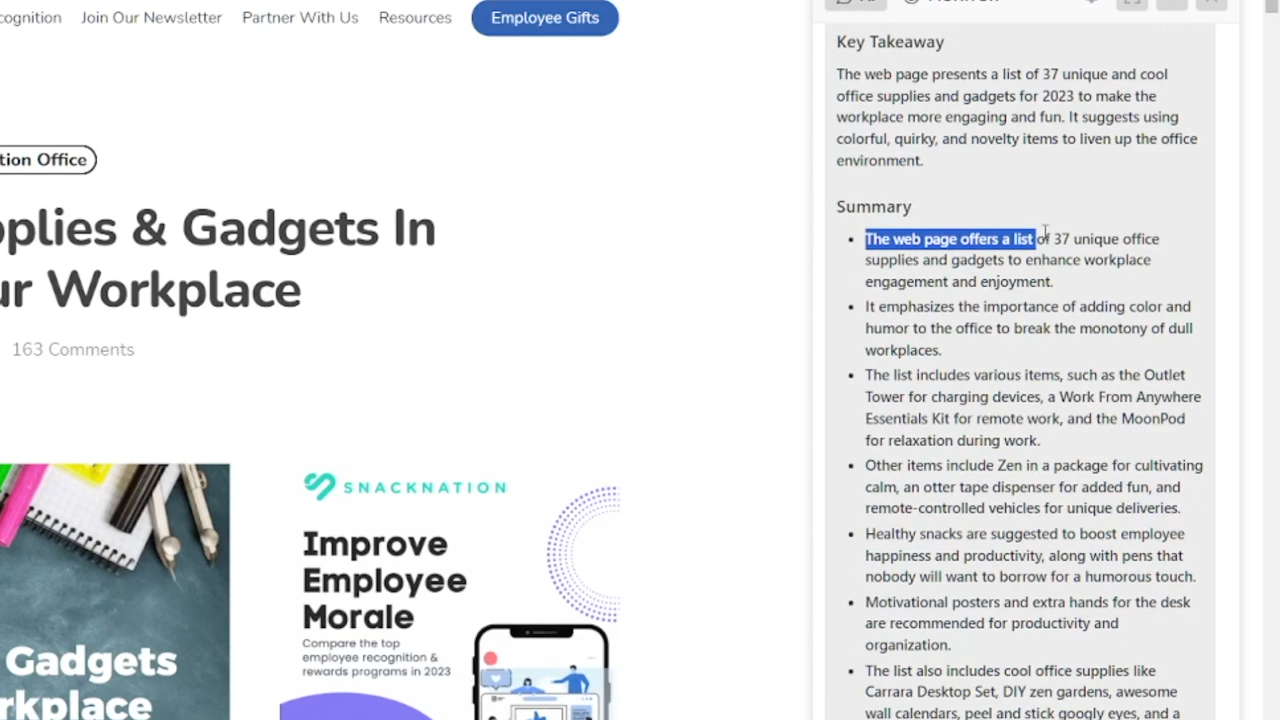 cognition Join Our Newsletter Partner With Us Resources Employee Gifts
tion Office
pplies & Gadgets In
ur Workplace
163 Comments
Gadgets
rkplace
SNACKNATION
Improve
Employee
Morale
Compare the top
employee recognition &
rewards programs in 2023
Key Takeaway
The web page presents a list of 37 unique and cool
office supplies and gadgets for 2023 to make the
workplace more engaging and fun. It suggests using
colorful, quirky, and novelty items to liven up the office
environment.
Summary
• The web page offers a list of 37 unique office
supplies and gadgets to enhance workplace
engagement and enjoyment.
• It emphasizes the importance of adding color and
humor to the office to break the monotony of dull
workplaces.
• The list includes various items, such as the Outlet
Tower for charging devices, a Work From Anywhere
Essentials Kit for remote work, and the MoonPod
for relaxation during work.
• Other items include Zen in a package for cultivating
calm, an otter tape dispenser for added fun, and
remote-controlled vehicles for unique deliveries.
• Healthy snacks are suggested to boost employee
happiness and productivity, along with pens that
nobody will want to borrow for a humorous touch.
• Motivational posters and extra hands for the desk
are recommended for productivity and
organization.
• The list also includes cool office supplies like
Carrara Desktop Set, DIY zen gardens, awesome
wall calendars, peel and stick googly eyes, and a